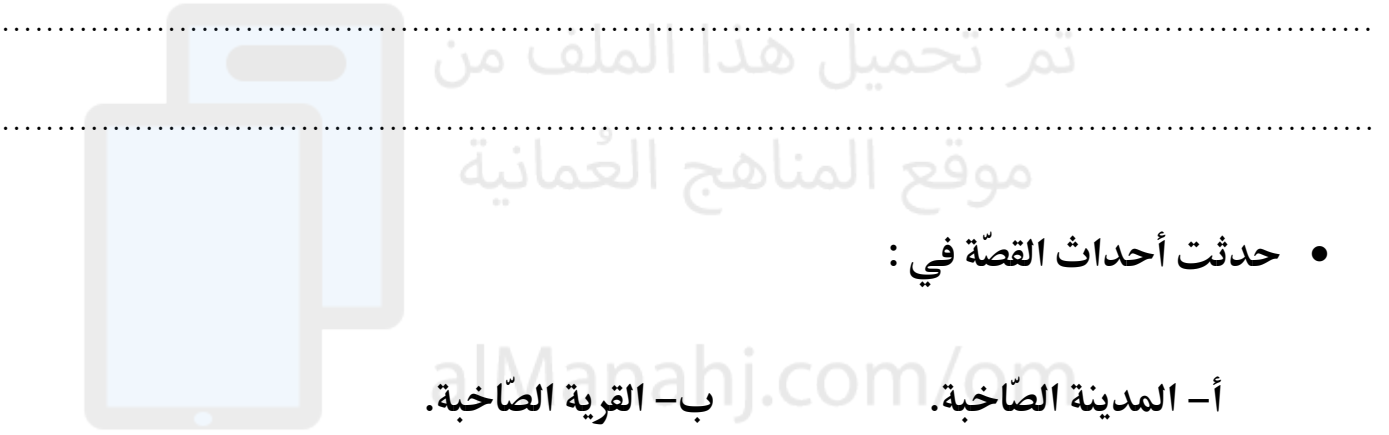 ................................................................................
تم تحميل هذا الملف من
................................................................................
موقع المناهج العُمانية
• حدثت أحداث القصّة في :
alManahj.com/om
أ– المدينة الصّاخبة. ب– القرية الصّاخبة.